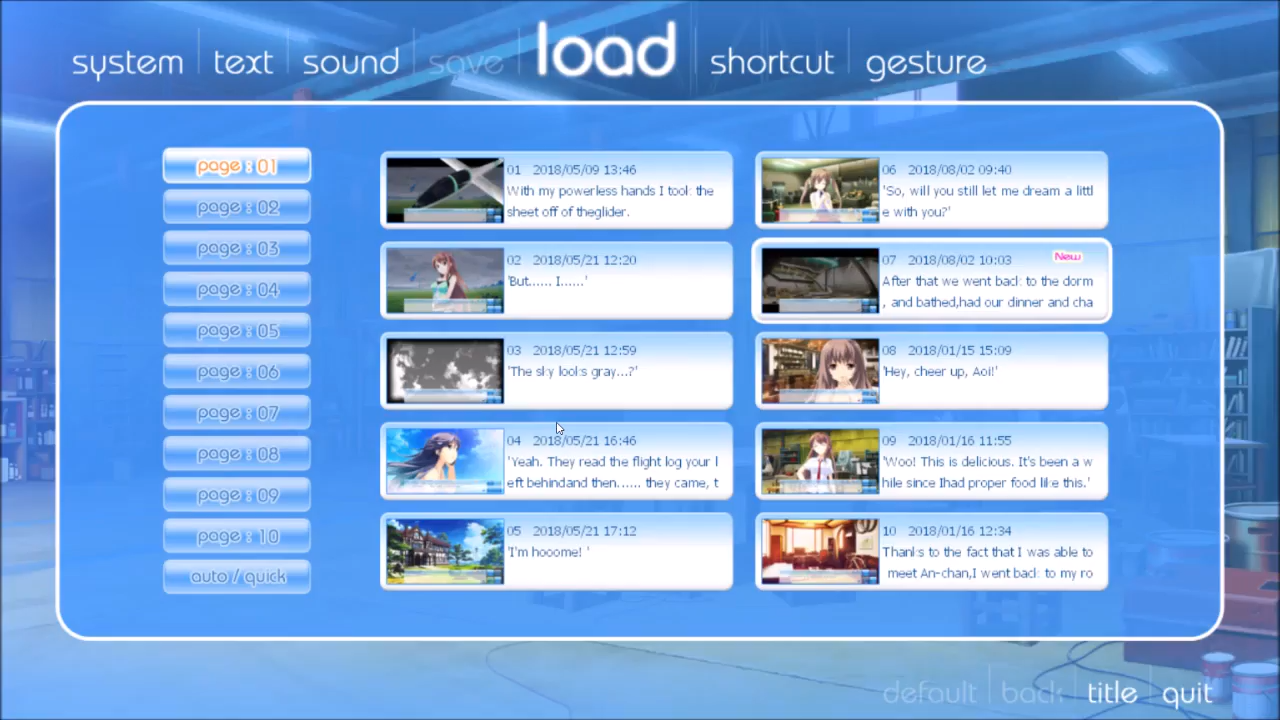 system text sound save load shortcut gesture
page : 01
page : 02
page : 03
page : 04
page : 05
page : 06
page : 07
page : 08
page : 09
page : 10
auto / quick
01 2018/05/09 13:46
With my powerless hands I took the
sheet off of theglider.
02 2018/05/21 12:20
'But...... I......'
03 2018/05/21 12:59
'The sky looks gray...?'
04 2018/05/21 16:46
'Yeah. They read the flight log your l
eft behindand then...... they came, t
05 2018/05/21 17:12
'I'm hooome! '
06 2018/08/02 09:40
'So, will you still let me dream a littl
e with you?'
07 2018/08/02 10:03 New
After that we went back to the dorm
, and bathed,had our dinner and cha
08 2018/01/15 15:09
'Hey, cheer up, Aoi!'
09 2018/01/16 11:55
'Woo! This is delicious. It's been a w
hile since Ihad proper food like this.'
10 2018/01/16 12:34
Thanks to the fact that I was able to
meet An-chan,I went back to my ro
default back title quit